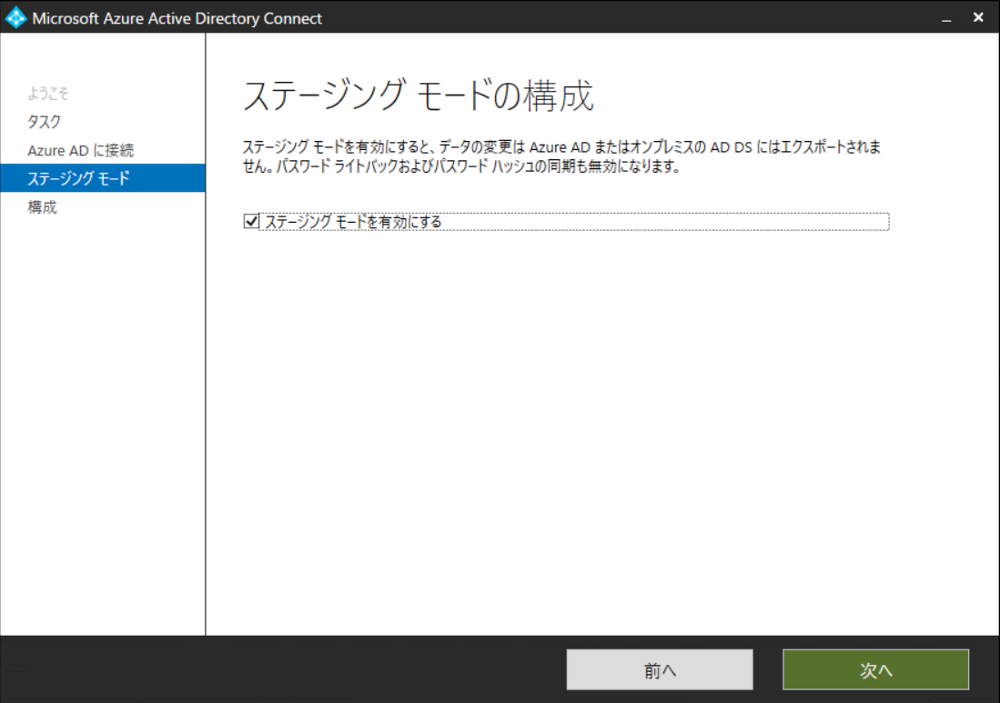 Microsoft Azure Active Directory Connect
ようこそ
タスク
Azure AD に接続
ステージング モード
構成
ステージング モードの構成
ステージング モードを有効にすると、データの変更は Azure AD またはオンプレミスの AD DS にはエクスポートされま
せん。パスワード ライトバックおよびパスワード ハッシュの同期も無効になります。
ステージング モードを有効にする
前へ
次へ